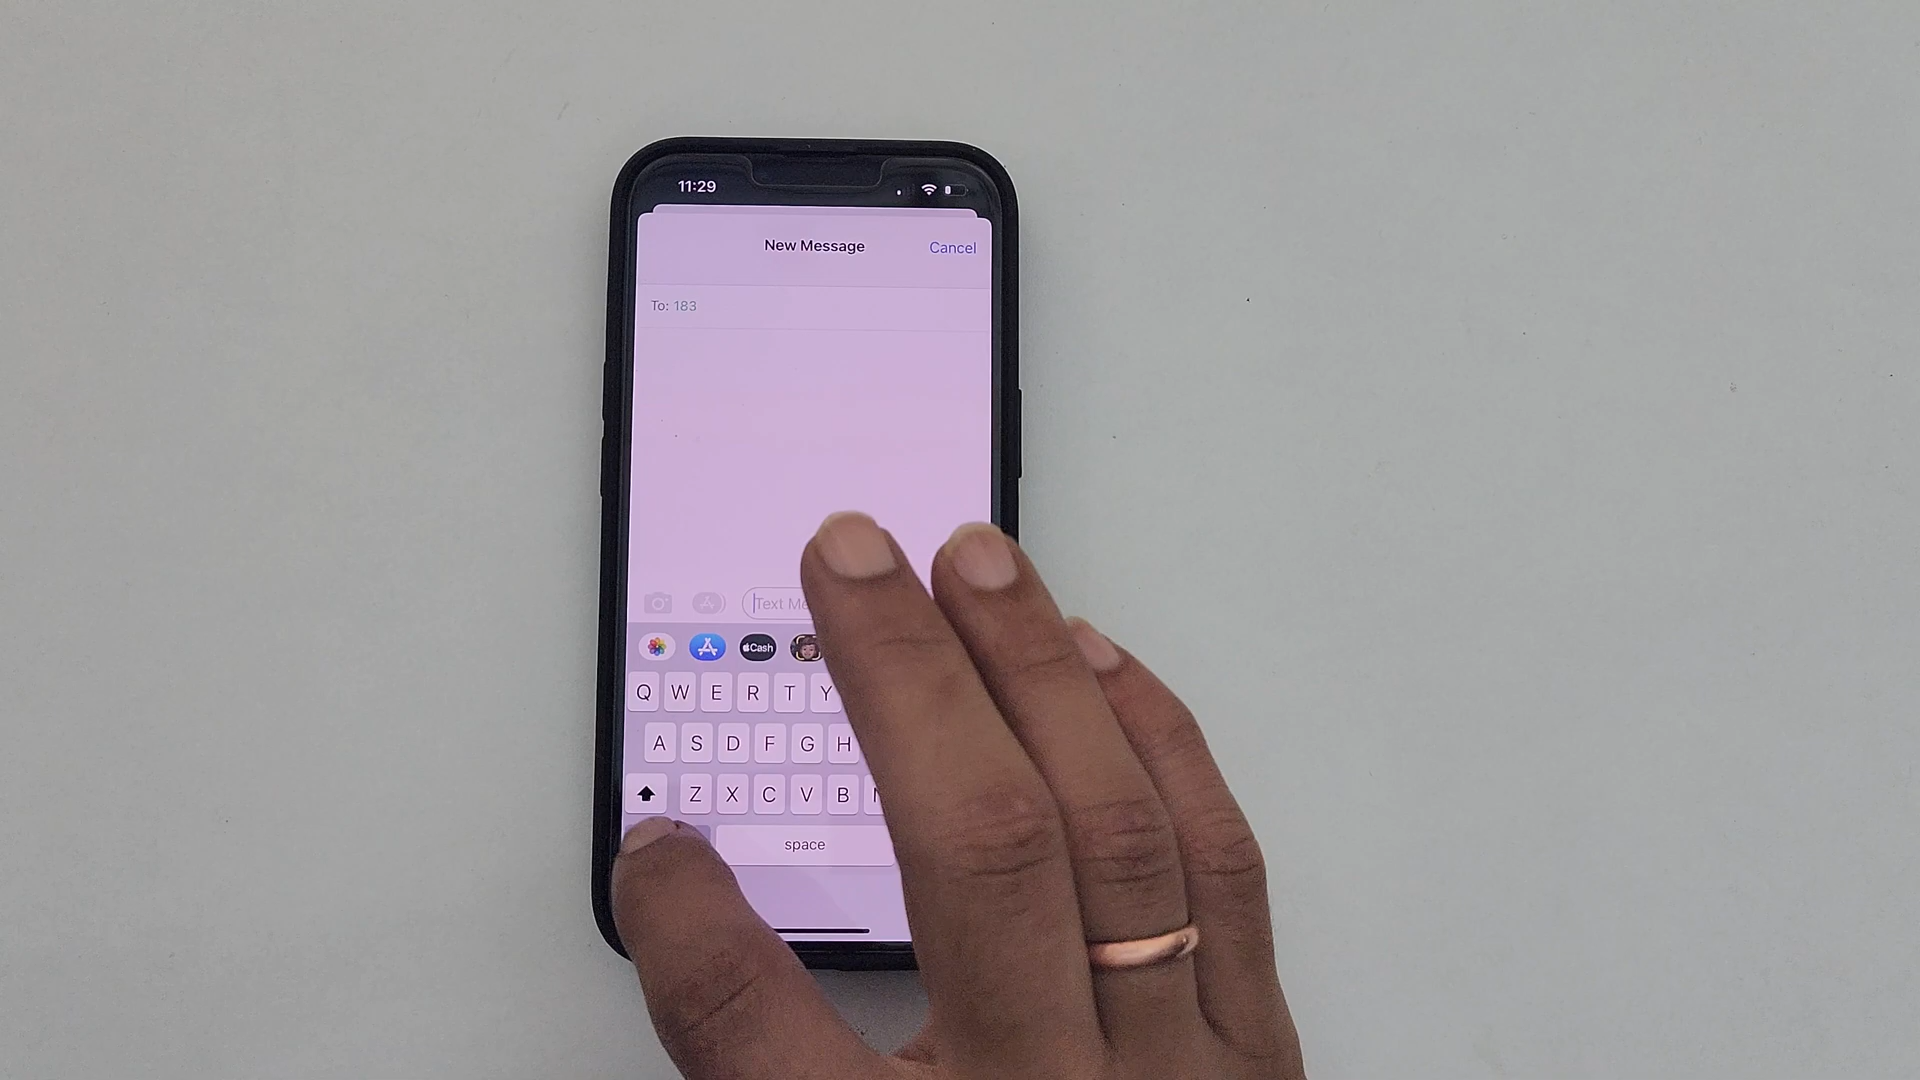 11:29
New Message
Cancel
To: 183
Text Me
Cash
Q W E R T Y
A S D F G H
Z X C V B
space